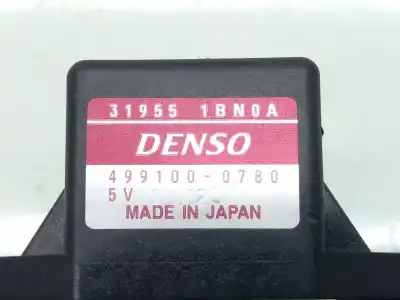 31955 1BN0A
DENSO
499100-0780
5V
MADE IN JAPAN